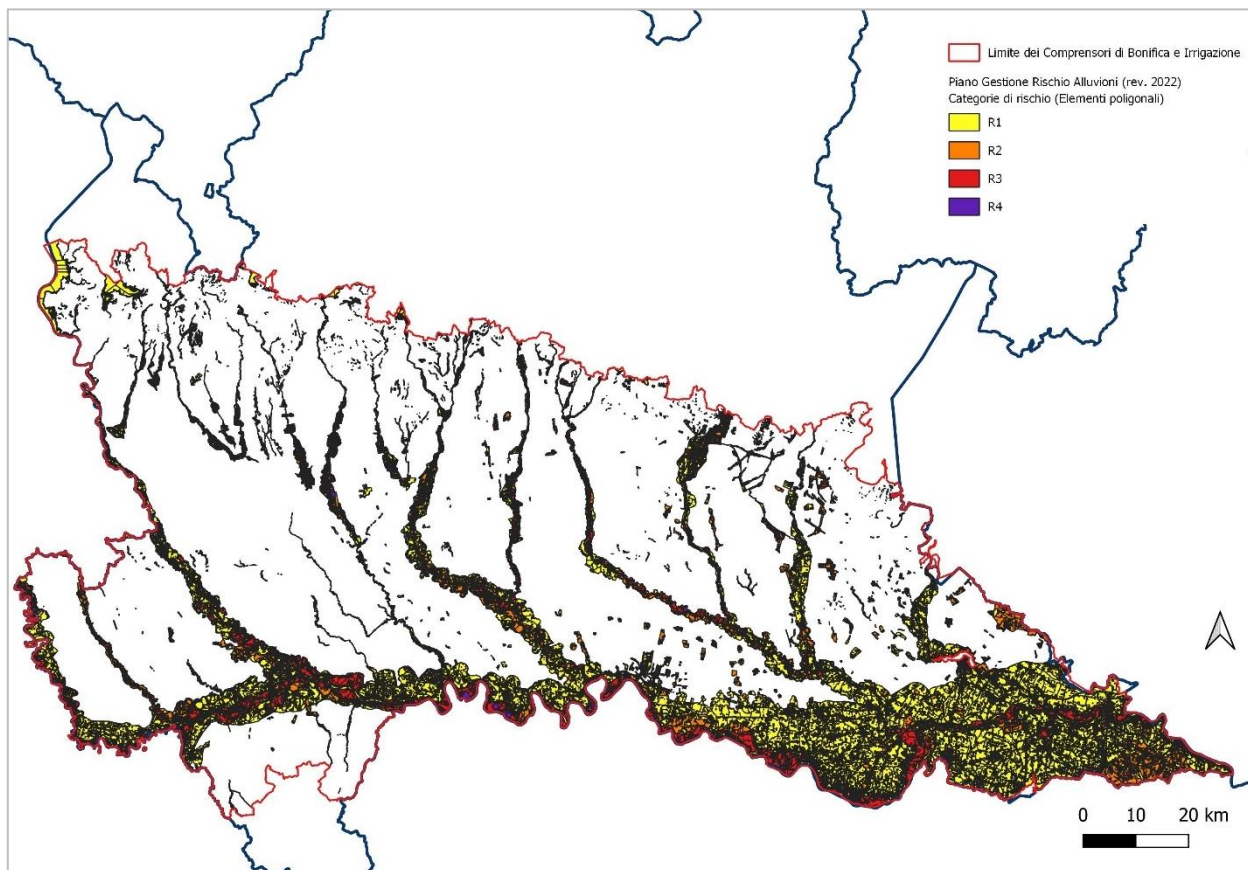 Limite dei Comprensori di Bonifica e Irrigazione
Piano Gestione Rischio Alluvioni (rev. 2022)
Categorie di rischio (Elementi poligonali)
R1
R2
R3
R4
0 10 20 km